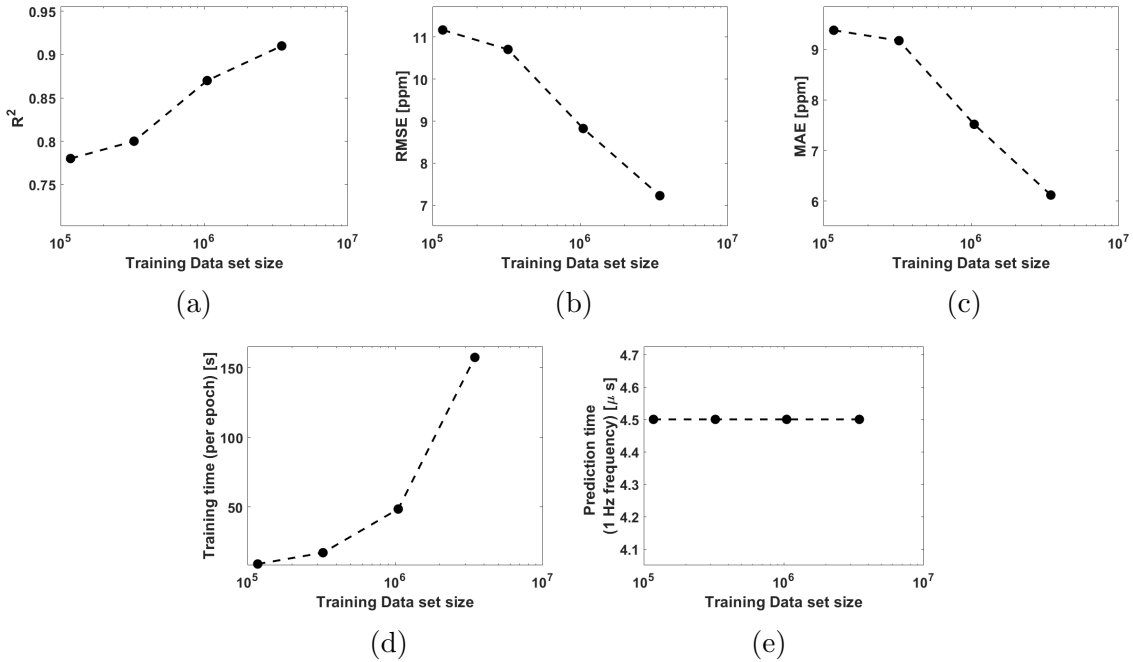 0.95
0.9
0.85
0.8
0.75
R²
10⁵ 10⁶ 10⁷
Training Data set size
(a)
11
10
9
8
7
RMSE [ppm]
10⁵ 10⁶ 10⁷
Training Data set size
(b)
9
8
7
6
MAE [ppm]
10⁵ 10⁶ 10⁷
Training Data set size
(c)
150
100
50
Training time (per epoch) [s]
10⁵ 10⁶ 10⁷
Training Data set size
(d)
4.7
4.6
4.5
4.4
4.3
4.2
4.1
Prediction time
(1 Hz frequency) [μ s]
10⁵ 10⁶ 10⁷
Training Data set size
(e)